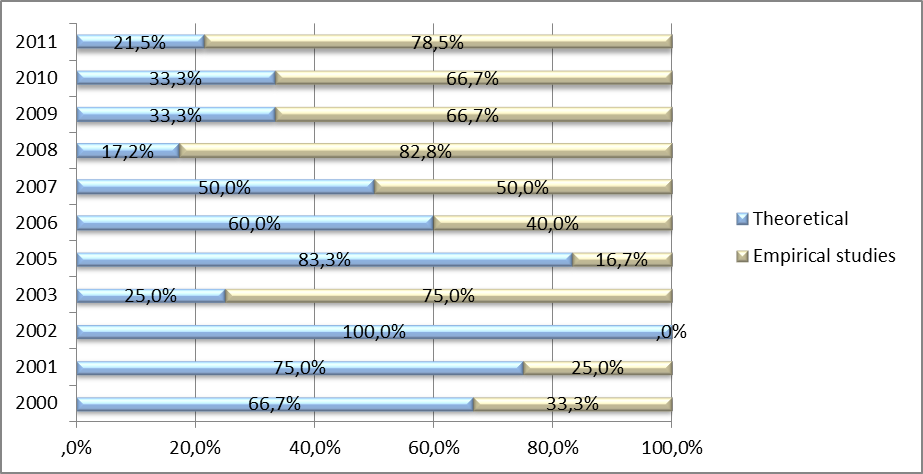 2011 21,5% 78,5%
2010 33,3% 66,7%
2009 33,3% 66,7%
2008 17,2% 82,8%
2007 50,0% 50,0%
2006 60,0% 40,0%
2005 83,3% 16,7%
2003 25,0% 75,0%
2002 100,0% ,0%
2001 75,0% 25,0%
2000 66,7% 33,3%
,0% 20,0% 40,0% 60,0% 80,0% 100,0%
Theoretical
Empirical studies